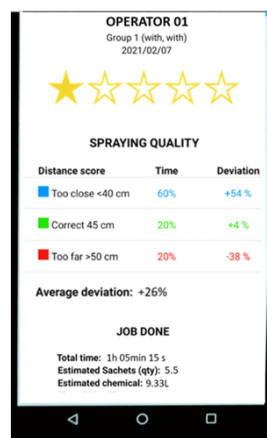 OPERATOR 01
Group 1 (with, with)
2021/02/07
SPRAYING QUALITY
Distance score Time Deviation
Too close <40 cm 60% +54 %
Correct 45 cm 20% +4 %
Too far >50 cm 20% -38 %
Average deviation: +26%
JOB DONE
Total time: 1h 05min 15 s
Estimated Sachets (qty): 5.5
Estimated chemical: 9.33L